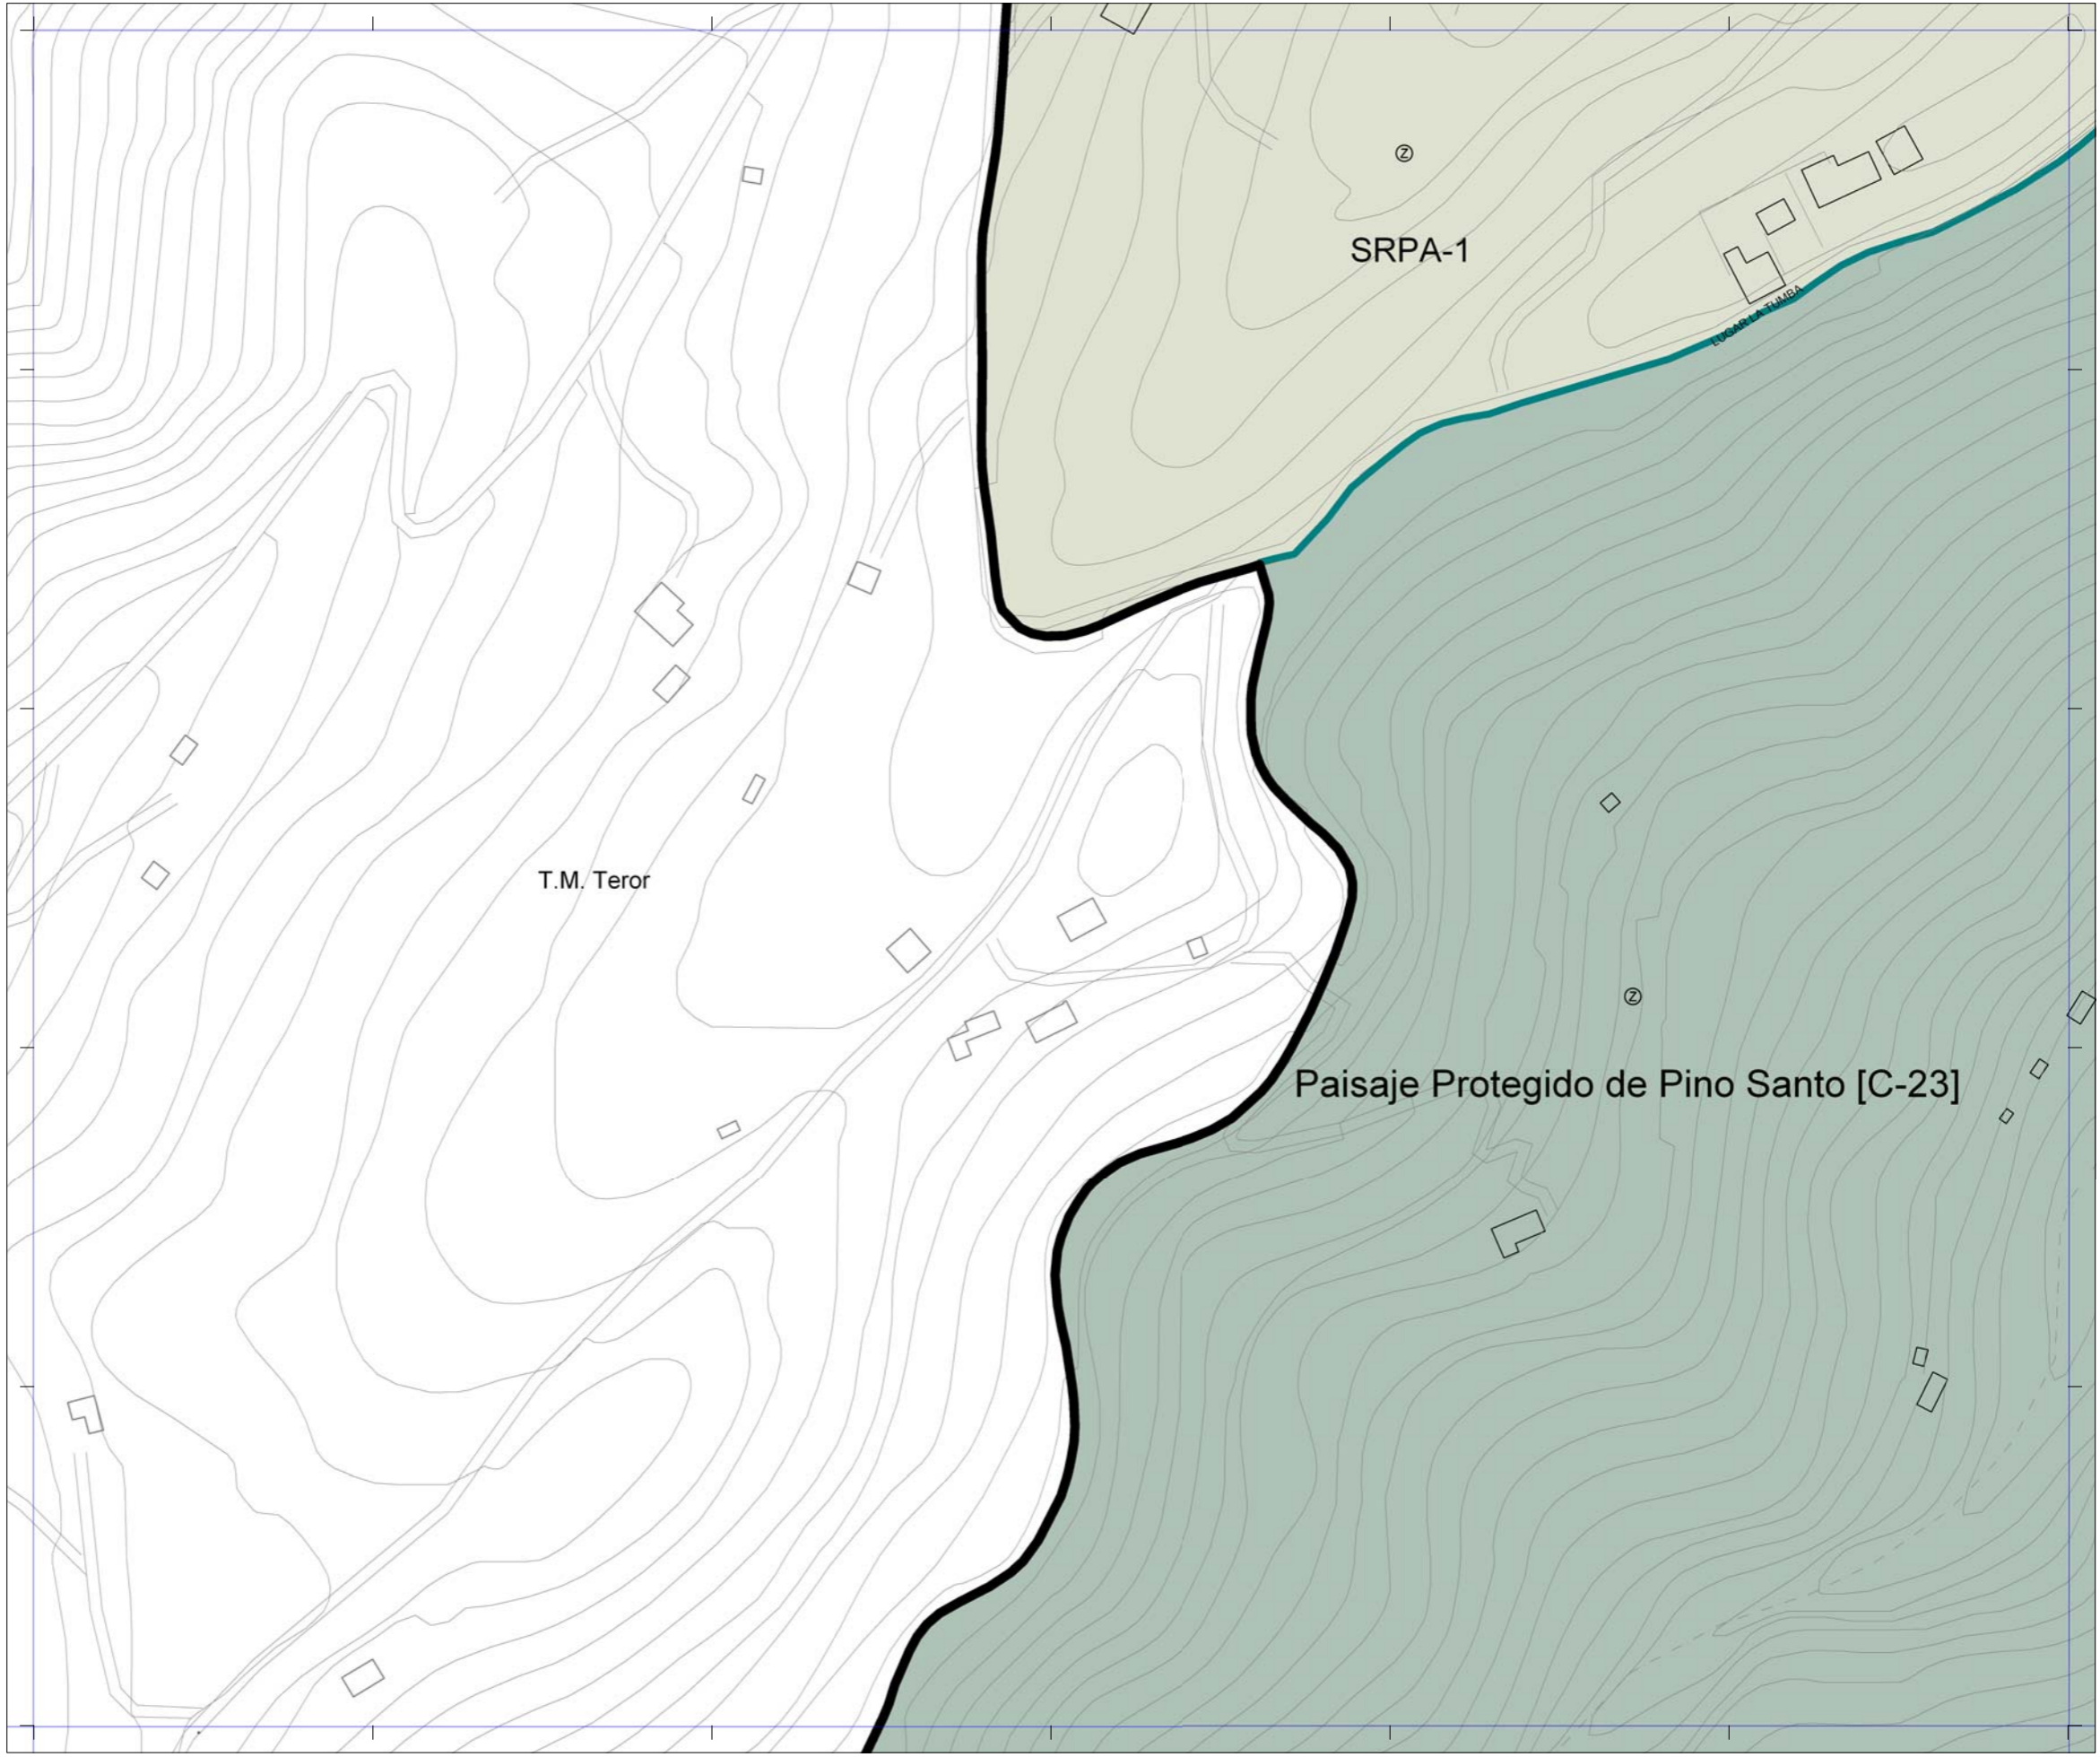 Ⓩ
SRPA-1
LUGAR LA TUMBA
T.M. Teror
Ⓩ
Paisaje Protegido de Pino Santo [C-23]